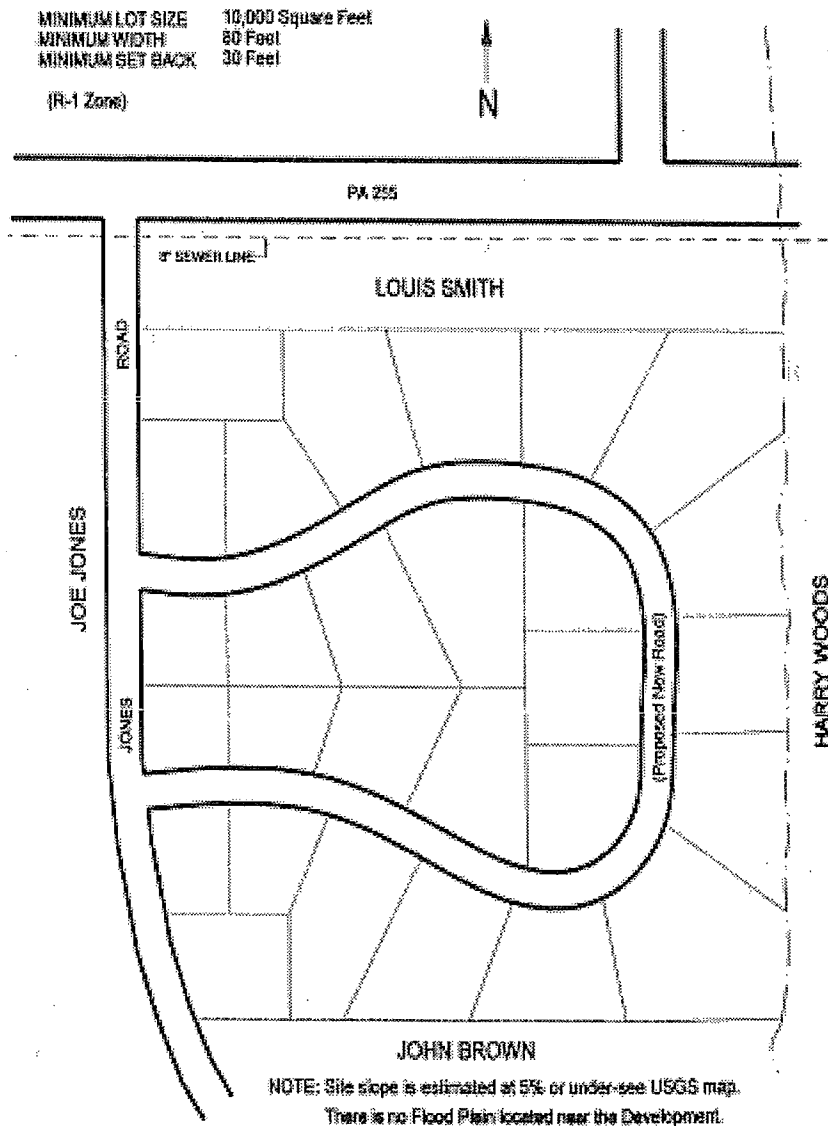 MINIMUM LOT SIZE 10,000 Square Feet
MINIMUM WIDTH 80 Feet
MINIMUM SET BACK 30 Feet
(R-1 Zone)
N
PA 255
8" SEWER LINE
LOUIS SMITH
ROAD
JOE JONES
JONES
(Proposed New Road)
HARRY WOODS
JOHN BROWN
NOTE: Site slope is estimated at 5% or under-see USGS map.
There is no Flood Plain located near the Development.